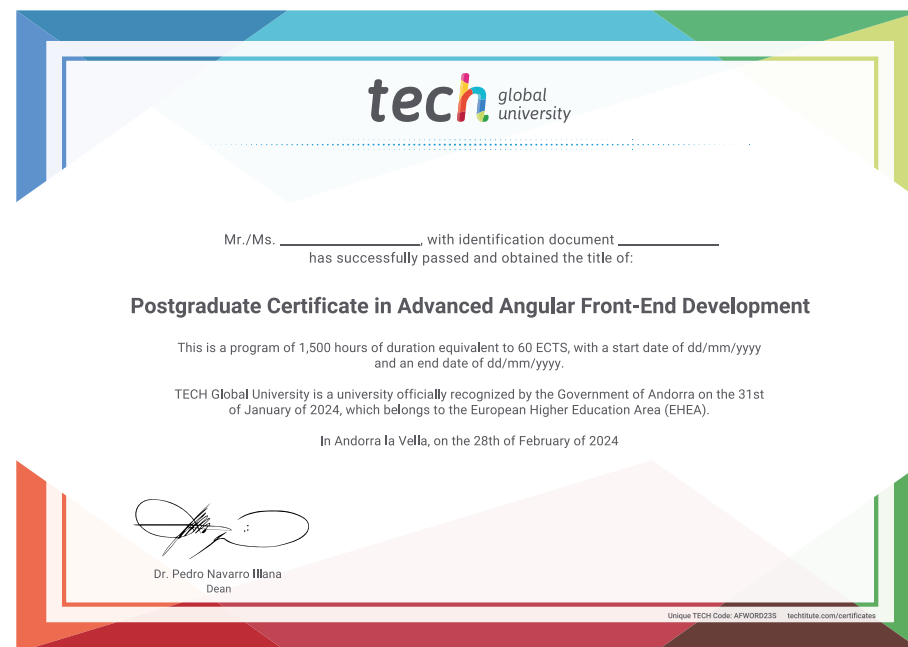 tech global university
Mr./Ms. ____________, with identification document ____________
has successfully passed and obtained the title of:
Postgraduate Certificate in Advanced Angular Front-End Development
This is a program of 1,500 hours of duration equivalent to 60 ECTS, with a start date of dd/mm/yyyy
and an end date of dd/mm/yyyy.
TECH Global University is a university officially recognized by the Government of Andorra on the 31st
of January of 2024, which belongs to the European Higher Education Area (EHEA).
In Andorra la Vella, on the 28th of February of 2024
Dr. Pedro Navarro Illana
Dean
Unique TECH Code: AFWORD23S techtitute.com/certificates